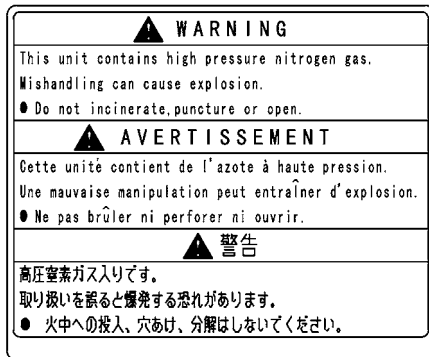 ⚠ WARNING
This unit contains high pressure nitrogen gas.
Mishandling can cause explosion.
● Do not incinerate,puncture or open.
⚠ AVERTISSEMENT
Cette unité contient de l'azote à haute pression.
Une mauvaise manipulation peut entraîner d'explosion.
● Ne pas brûler ni perforer ni ouvrir.
⚠ 警告
高圧窒素ガス入りです。
取り扱いを誤ると爆発する恐れがあります。
● 火中への投入、穴あけ、分解はしないでください。